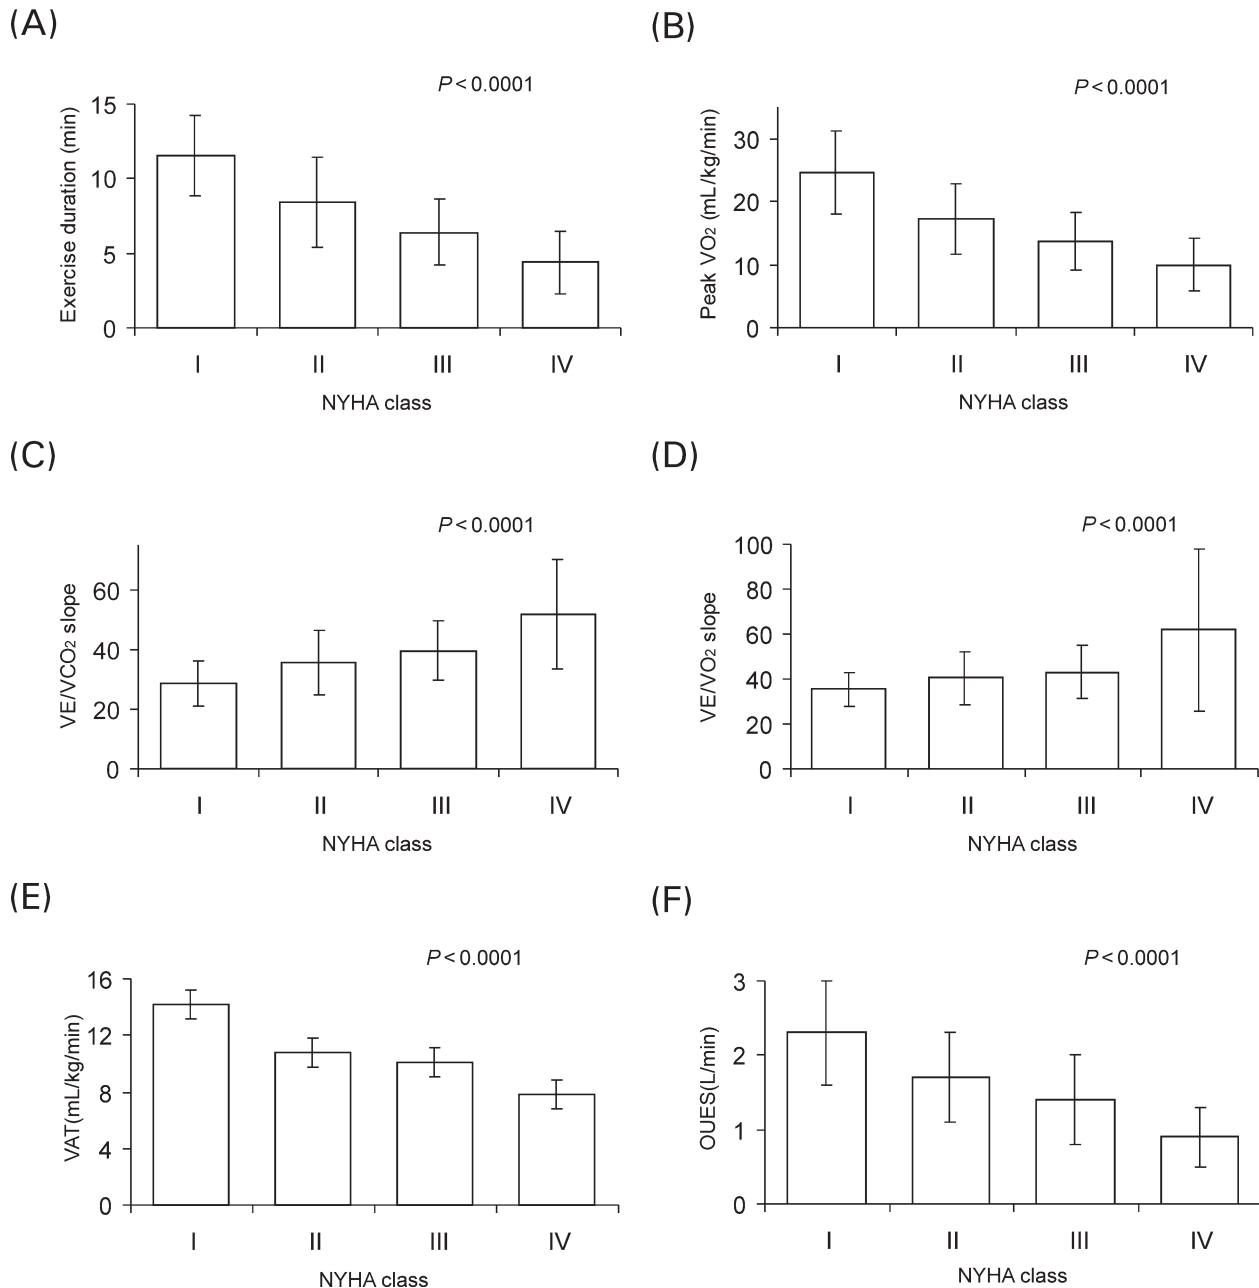 (A)
P < 0.0001
Exercise duration (min)
15
10
5
0
I II III IV
NYHA class
(B)
P < 0.0001
Peak VO2 (mL/kg/min)
30
20
10
0
I II III IV
NYHA class
(C)
P < 0.0001
VE/VCO2 slope
60
40
20
0
I II III IV
NYHA class
(D)
P < 0.0001
VE/VO2 slope
100
80
60
40
20
0
I II III IV
NYHA class
(E)
P < 0.0001
VAT(mL/kg/min)
16
12
8
4
0
I II III IV
NYHA class
(F)
P < 0.0001
OUES(L/min)
3
2
1
0
I II III IV
NYHA class